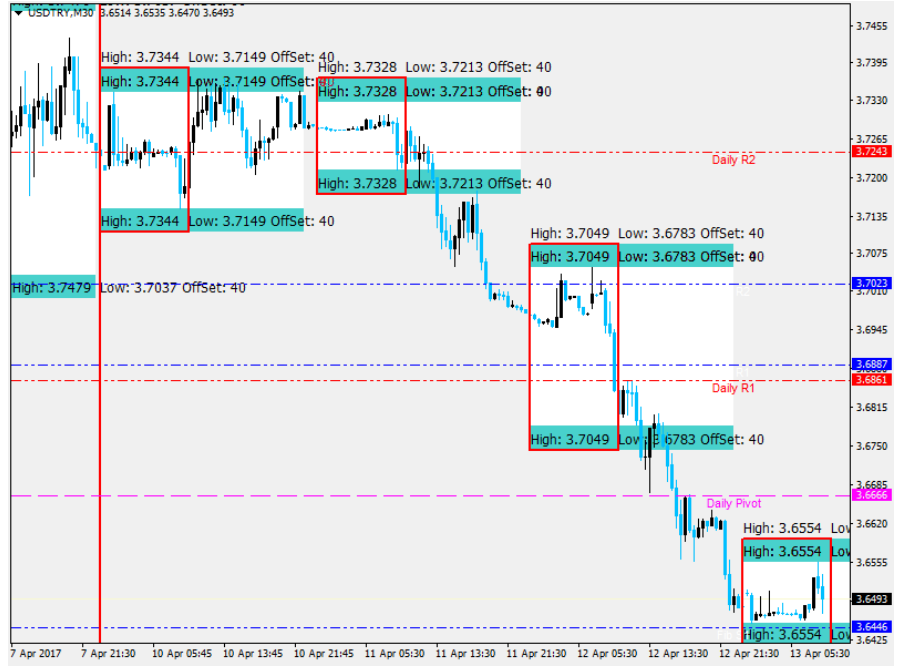 USDTRY,M30 3.6514 3.6535 3.6470 3.6493
High: 3.7344 Low: 3.7149 OffSet: 40
High: 3.7344 Low: 3.7149 OffSet: 40
High: 3.7328 Low: 3.7213 OffSet: 40
High: 3.7328 Low: 3.7213 OffSet: 40
Daily R2
High: 3.7328 Low: 3.7213 OffSet: 40
High: 3.7344 Low: 3.7149 OffSet: 40
High: 3.7049 Low: 3.6783 OffSet: 40
High: 3.7049 Low: 3.6783 OffSet: 40
High: 3.7479 Low: 3.7037 OffSet: 40
R2
Daily R1
High: 3.7049 Low: 3.6783 OffSet: 40
Daily Pivot
High: 3.6554 Low
High: 3.6554 Low
High: 3.6554 Low
3.7455
3.7395
3.7330
3.7265
3.7243
3.7200
3.7135
3.7075
3.7023
3.7010
3.6945
3.6887
3.6861
3.6815
3.6750
3.6685
3.6666
3.6620
3.6555
3.6493
3.6446
3.6425
7 Apr 2017
7 Apr 21:30
10 Apr 05:45
10 Apr 13:45
10 Apr 21:45
11 Apr 05:30
11 Apr 13:30
11 Apr 21:30
12 Apr 05:30
12 Apr 13:30
12 Apr 21:30
13 Apr 05:30